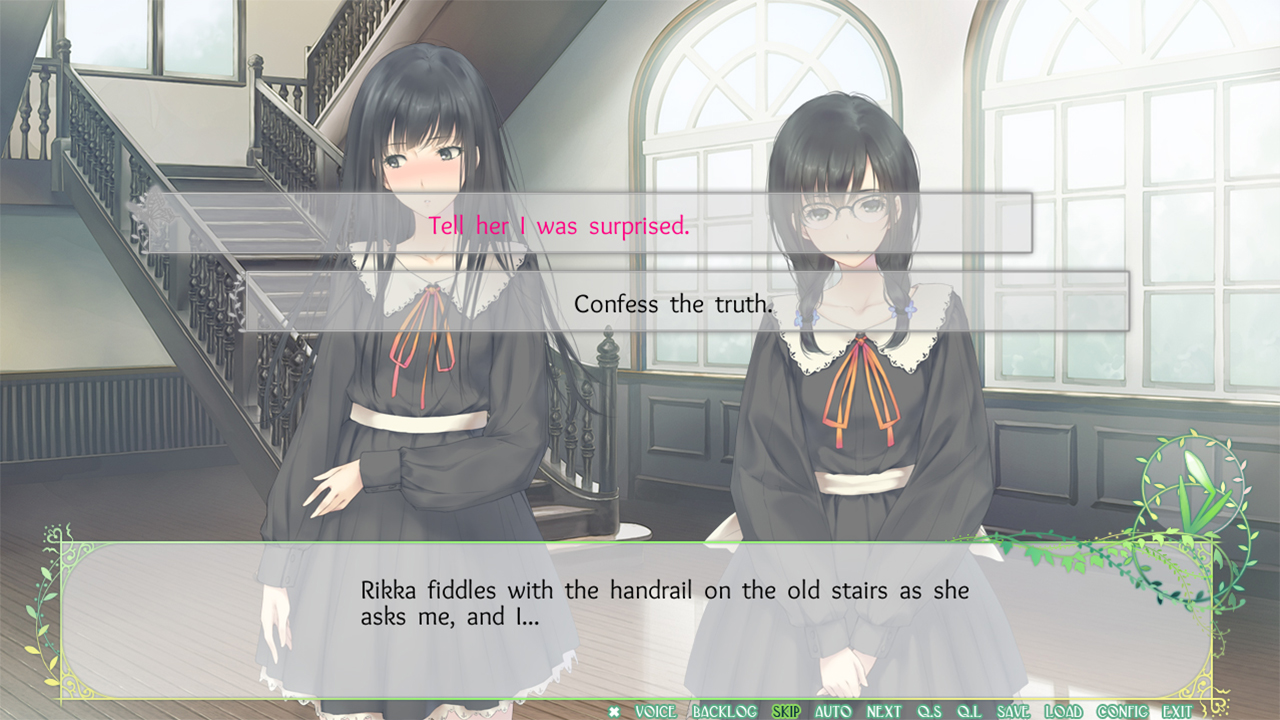 Tell her I was surprised.
Confess the truth.
Rikka fiddles with the handrail on the old stairs as she
asks me, and I...
✖ VOICE BACKLOG SKIP AUTO NEXT Q.S Q.L SAVE LOAD CONFIG EXIT